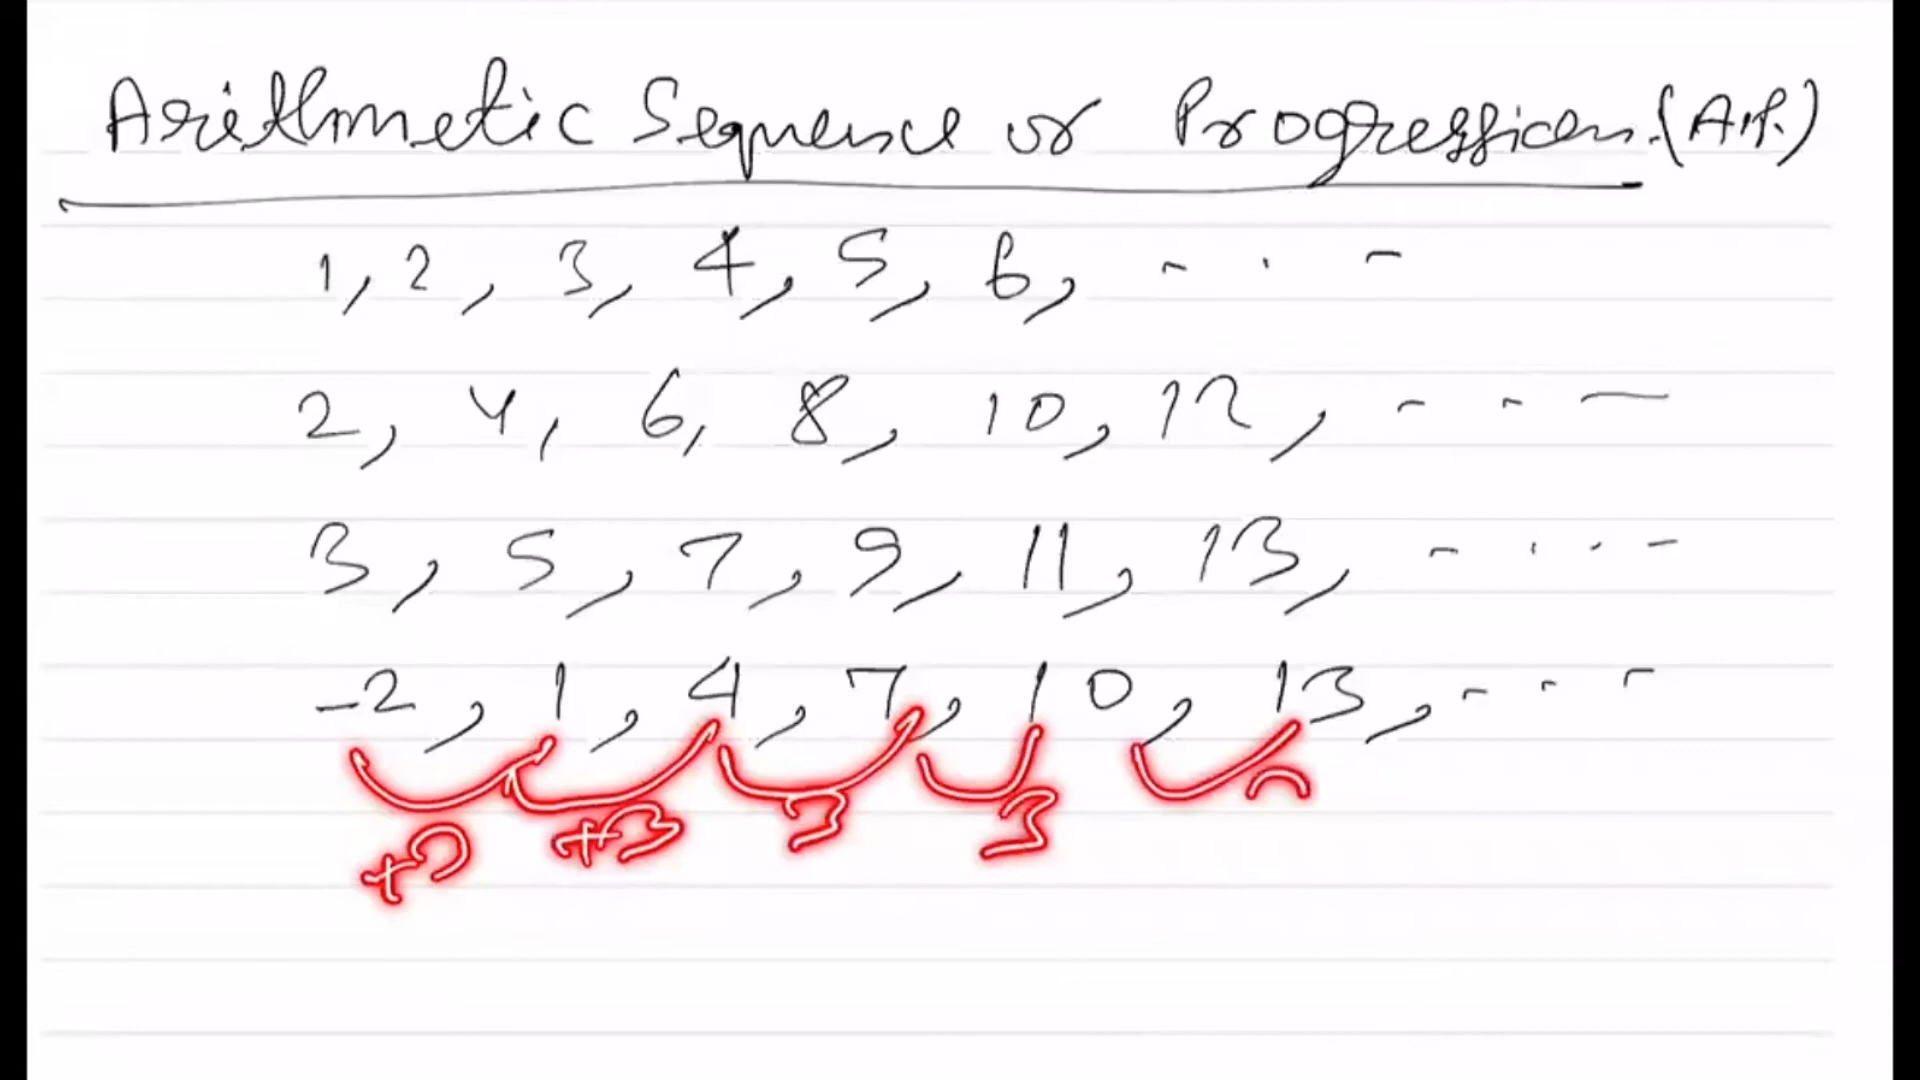 Arithmetic Sequence or Progression.(A.P.)
1, 2, 3, 4, 5, 6, - . -
2, 4, 6, 8, 10, 12, - - -
3, 5, 7, 9, 11, 13, - . . -
-2, 1, 4, 7, 10, 13, - - -
+3 3 3